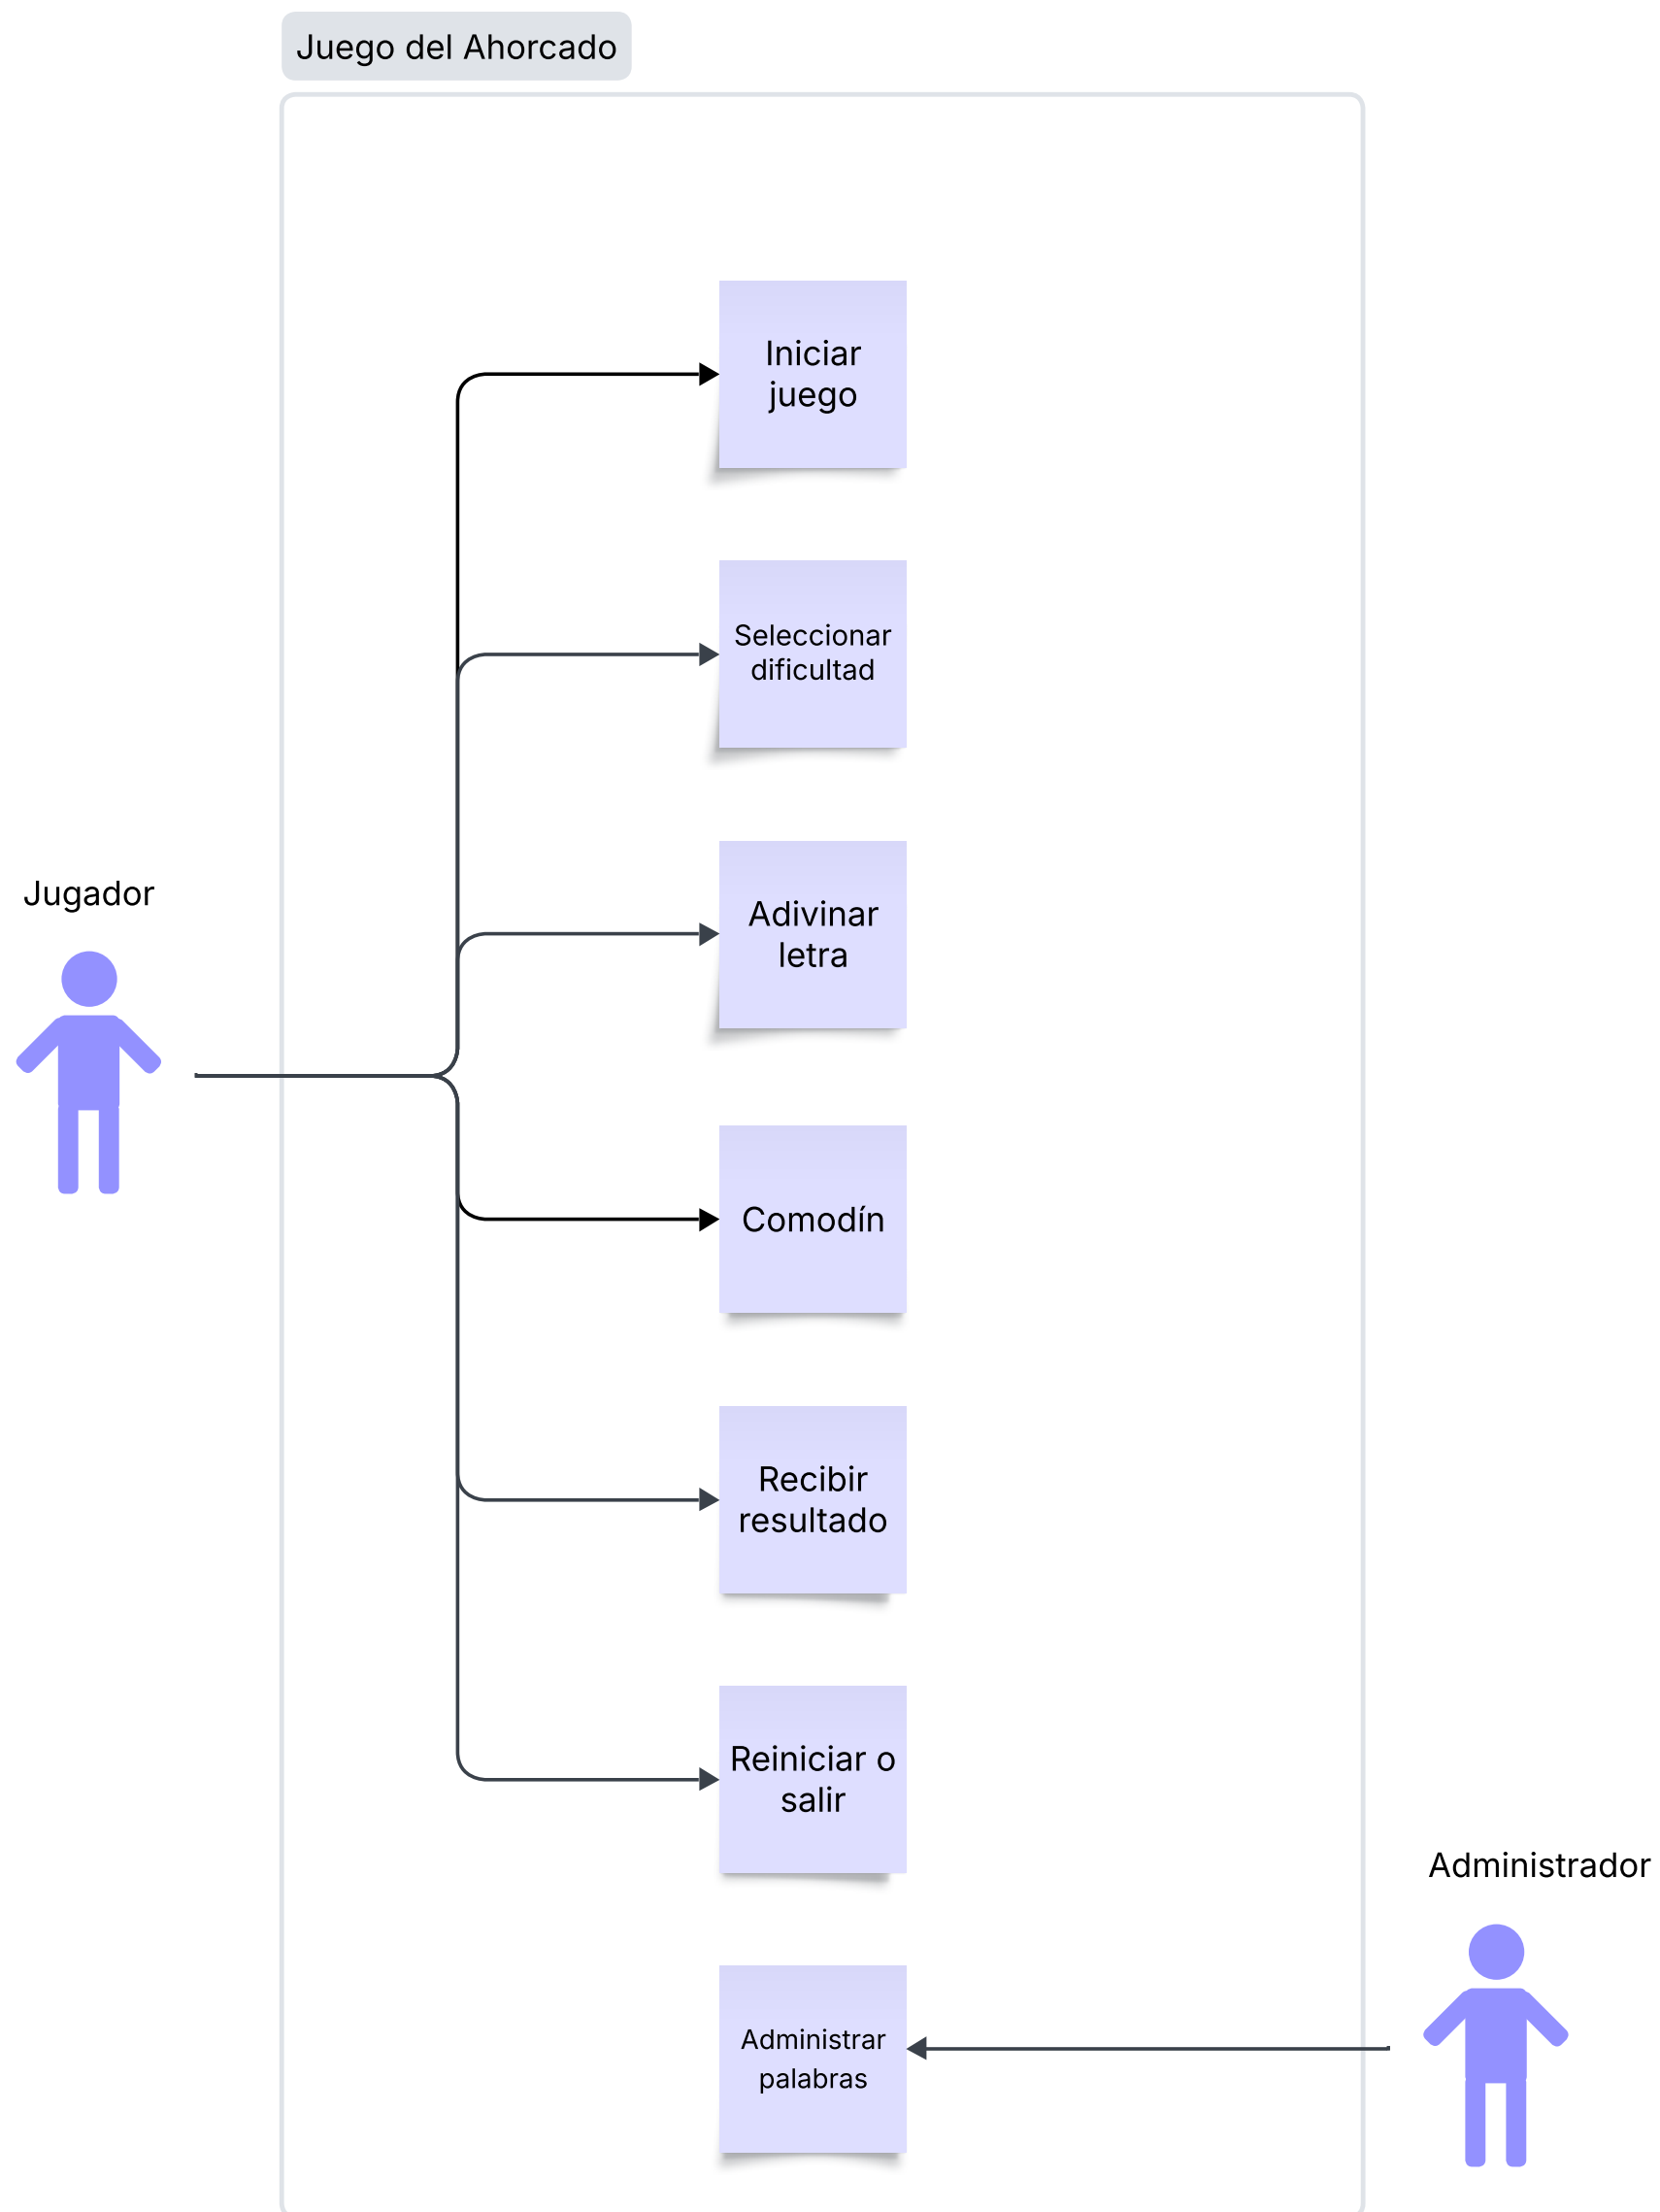 Juego del Ahorcado
Iniciar
juego
Seleccionar
dificultad
Jugador
Adivinar
letra
Comodín
Recibir
resultado
Reiniciar o
salir
Administrador
Administrar
palabras